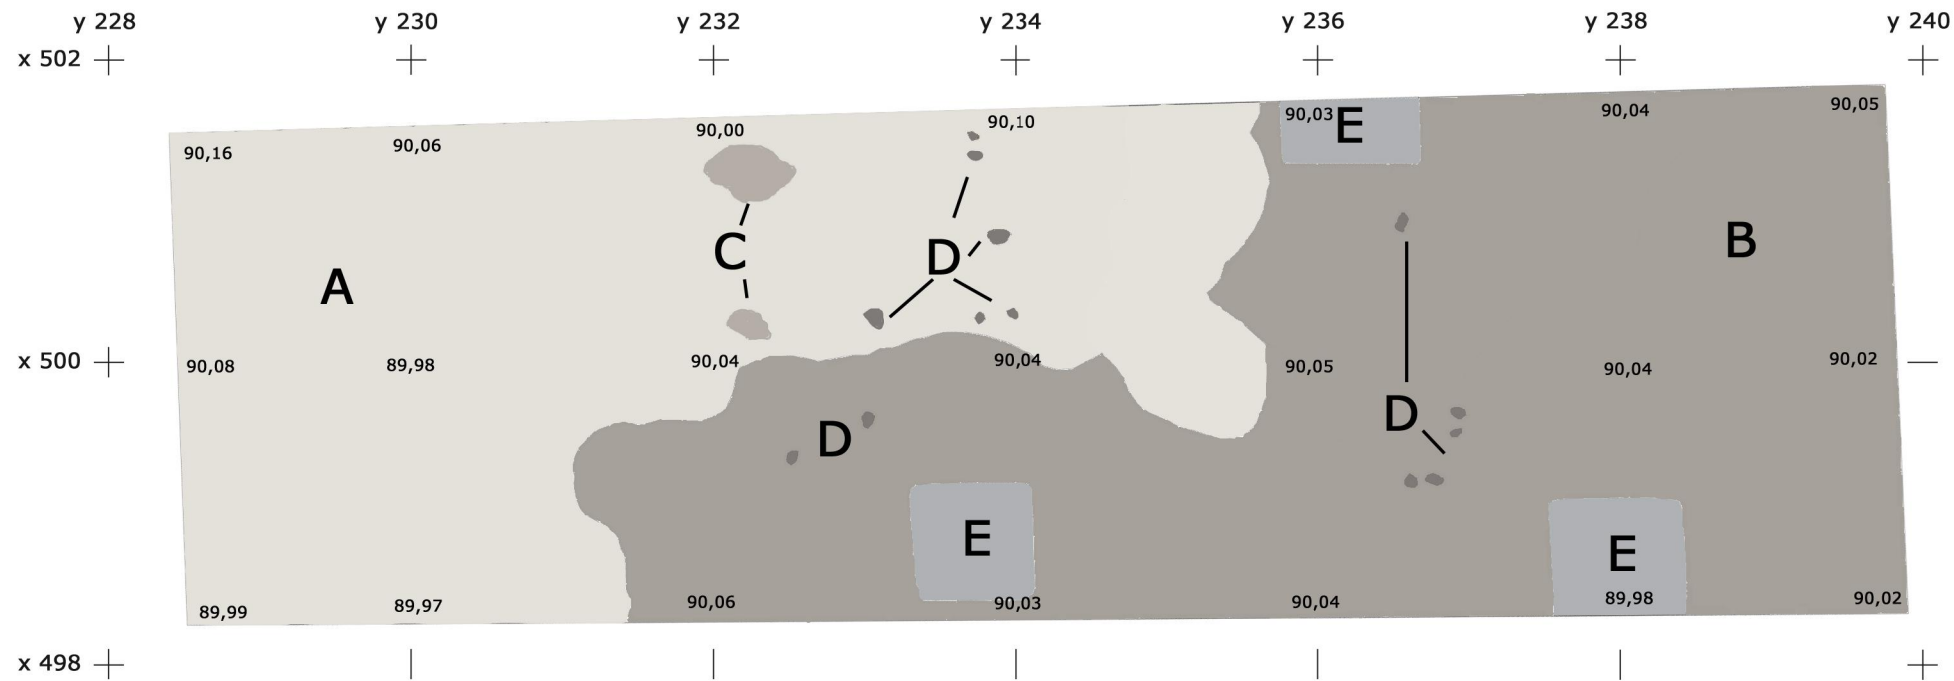 y 228 y 230 y 232 y 234 y 236 y 238 y 240
x 502
90,16 90,06 90,00 90,10 90,03 E 90,04 90,05
A C D B
x 500
90,08 89,98 90,04 90,04 90,05 90,04 90,02
D D
E E
89,99 89,97 90,06 90,03 90,04 89,98 90,02
x 498